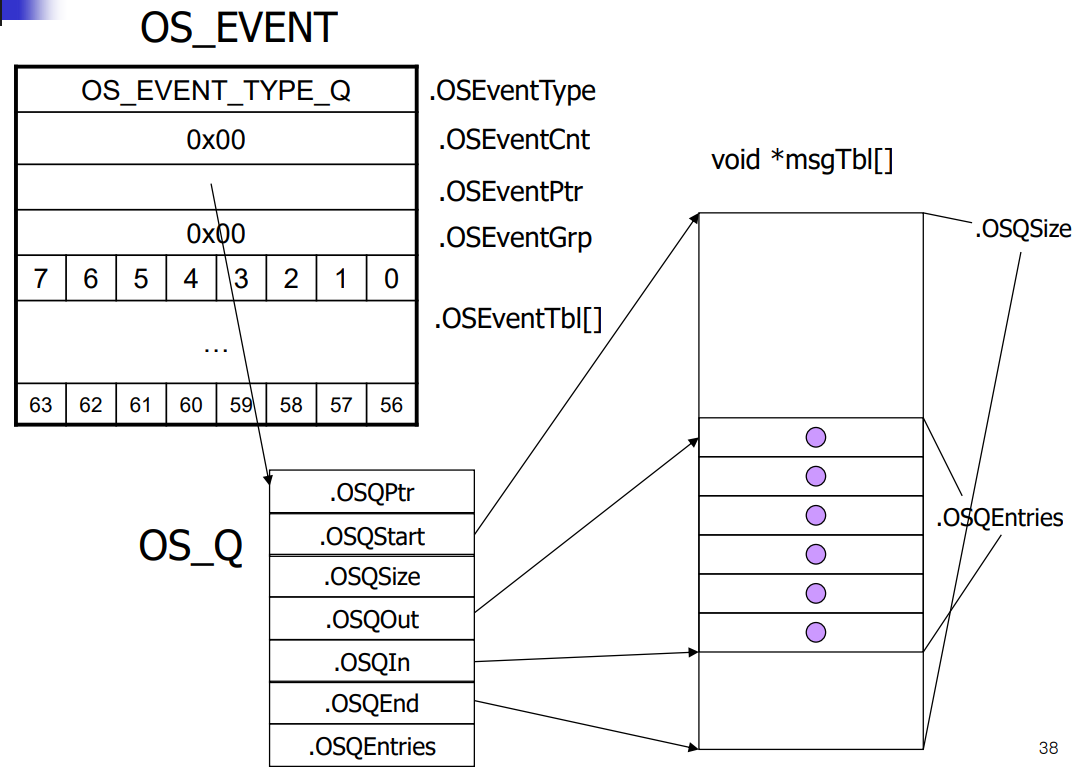 OS_EVENT
OS_EVENT_TYPE_Q .OSEventType
0x00 .OSEventCnt
.OSEventPtr
0x00 .OSEventGrp
7 6 5 4 3 2 1 0
.OSEventTbl[]
...
63 62 61 60 59 58 57 56
void *msgTbl[]
.OSQSize
.OSQEntries
OS_Q
.OSQPtr
.OSQStart
.OSQSize
.OSQOut
.OSQIn
.OSQEnd
.OSQEntries
38